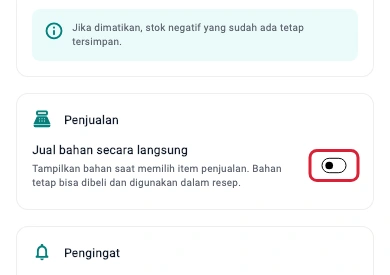 Jika dimatikan, stok negatif yang sudah ada tetap
tersimpan.
Penjualan
Jual bahan secara langsung
Tampilkan bahan saat memilih item penjualan. Bahan
tetap bisa dibeli dan digunakan dalam resep.
Pengingat